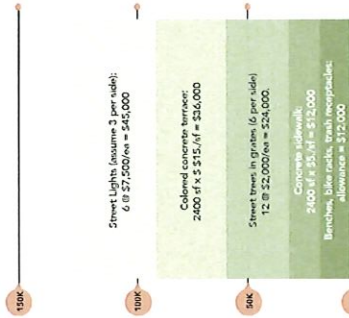 150K
100K
50K
Street Lights (assume 3 per side):
6 @ $7,500/ea = $45,000
Colored concrete terrace:
2400 sf x $ $15./sf = $36,000
Street trees in grates (6 per side)
12 @ $2,000/ea = $24,000.
Concrete sidewalk:
2400 sf x $5./sf = $12,000
Benches, bike racks, trash receptacles:
allowance = $12,000